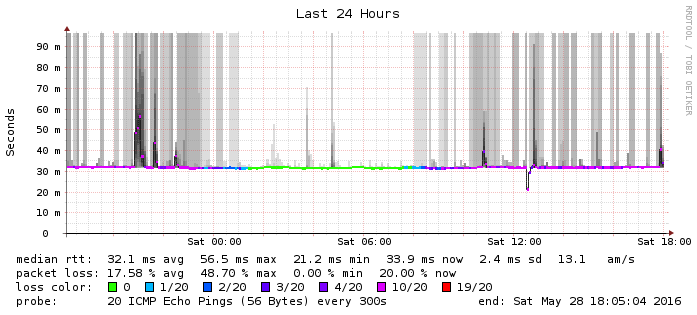 Last 24 Hours
RRDTOOL / TOBI OETIKER
Seconds
90 m
80 m
70 m
60 m
50 m
40 m
30 m
20 m
10 m
0
Sat 00:00 Sat 06:00 Sat 12:00 Sat 18:00
median rtt: 32.1 ms avg 56.5 ms max 21.2 ms min 33.9 ms now 2.4 ms sd 13.1 am/s
packet loss: 17.58 % avg 48.70 % max 0.00 % min 20.00 % now
loss color: 0 1/20 2/20 3/20 4/20 10/20 19/20
probe: 20 ICMP Echo Pings (56 Bytes) every 300s end: Sat May 28 18:05:04 2016